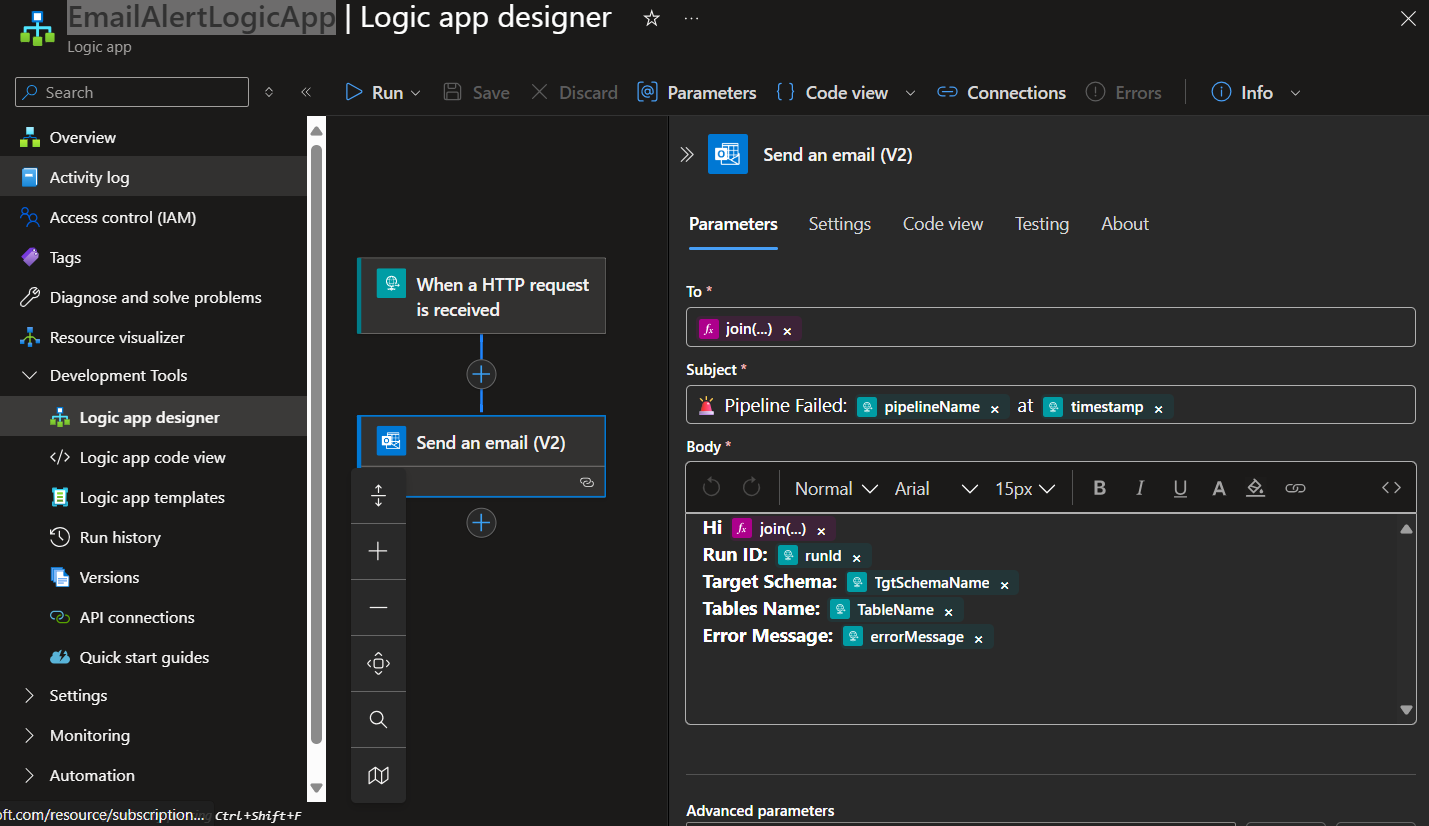 EmailAlertLogicApp | Logic app designer
Logic app
Search
Run
Save
Discard
Parameters
Code view
Connections
Errors
Info
Overview
Activity log
Access control (IAM)
Tags
Diagnose and solve problems
Resource visualizer
Development Tools
Logic app designer
Logic app code view
Logic app templates
Run history
Versions
API connections
Quick start guides
Settings
Monitoring
Automation
oft.com/resource/subscription... Ctrl+Shift+F
When a HTTP request
is received
Send an email (V2)
Send an email (V2)
Parameters Settings Code view Testing About
To *
fx join(...) ×
Subject *
🚨 Pipeline Failed: pipelineName × at timestamp ×
Body *
Normal Arial 15px B I U A <>
Hi fx join(...) ×
Run ID: runId ×
Target Schema: TgtSchemaName ×
Tables Name: TableName ×
Error Message: errorMessage ×
Advanced parameters